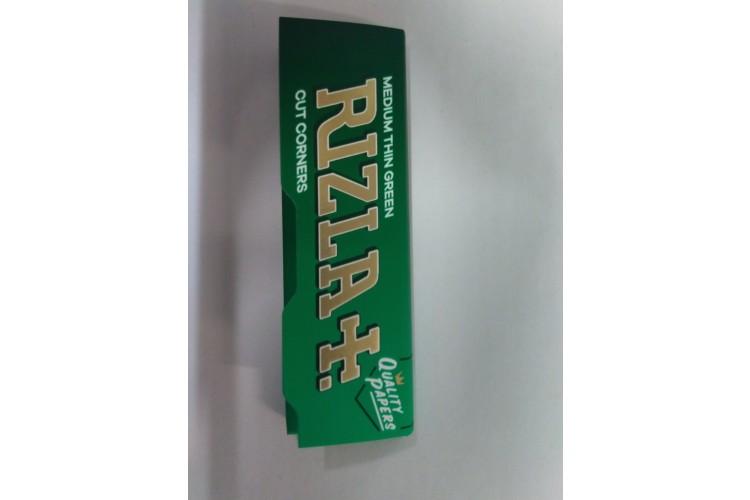 MEDIUM THIN GREEN
RIZLA+.
CUT CORNERS
QUALITY
PAPERS